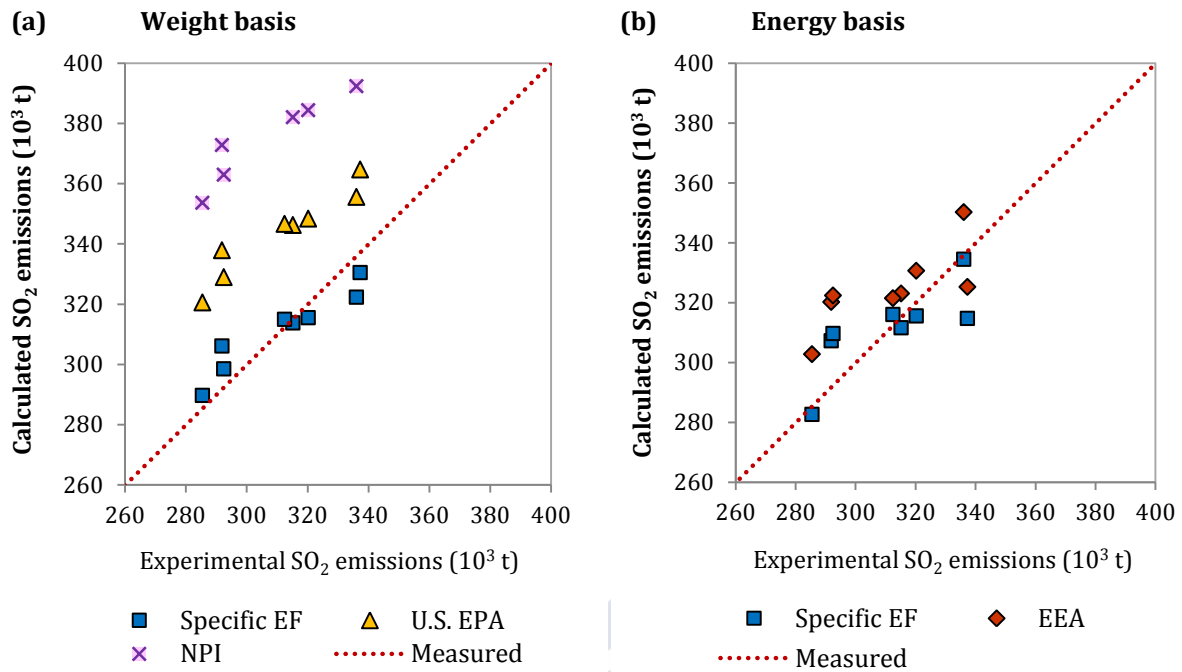 (a) Weight basis
Calculated SO₂ emissions (10³ t)
400
380
360
340
320
300
280
260
260 280 300 320 340 360 380 400
Experimental SO₂ emissions (10³ t)
Specific EF U.S. EPA
NPI Measured
(b) Energy basis
Calculated SO₂ emissions (10³ t)
400
380
360
340
320
300
280
260
260 280 300 320 340 360 380 400
Experimental SO₂ emissions (10³ t)
Specific EF EEA
Measured